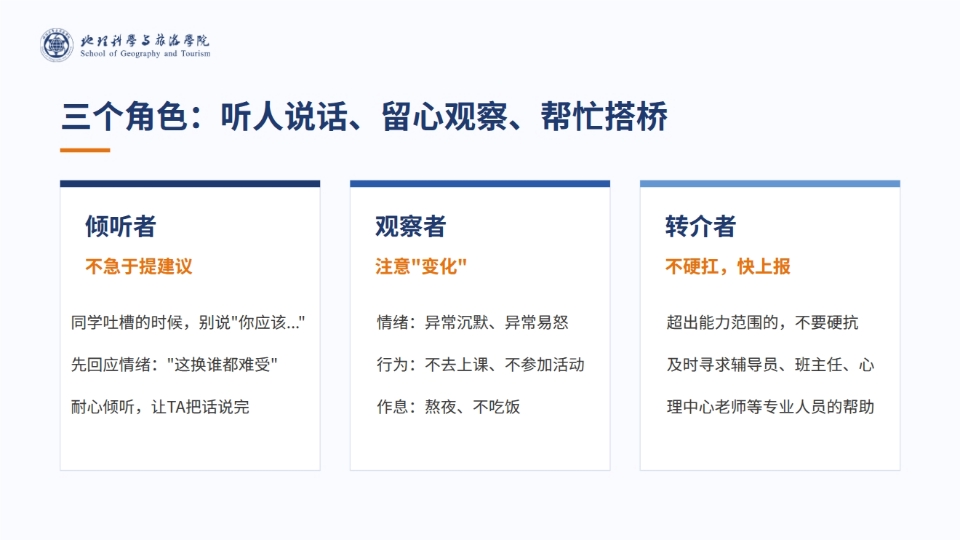 地理科學与旅游學院
School of Geography and Tourism
三个角色：听人说话、留心观察、帮忙搭桥
倾听者
不急于提建议
同学吐槽的时候，别说"你应该..."
先回应情绪："这换谁都难受"
耐心倾听，让TA把话说完
观察者
注意"变化"
情绪：异常沉默、异常易怒
行为：不去上课、不参加活动
作息：熬夜、不吃饭
转介者
不硬扛，快上报
超出能力范围的，不要硬抗
及时寻求辅导员、班主任、心
理中心老师等专业人员的帮助